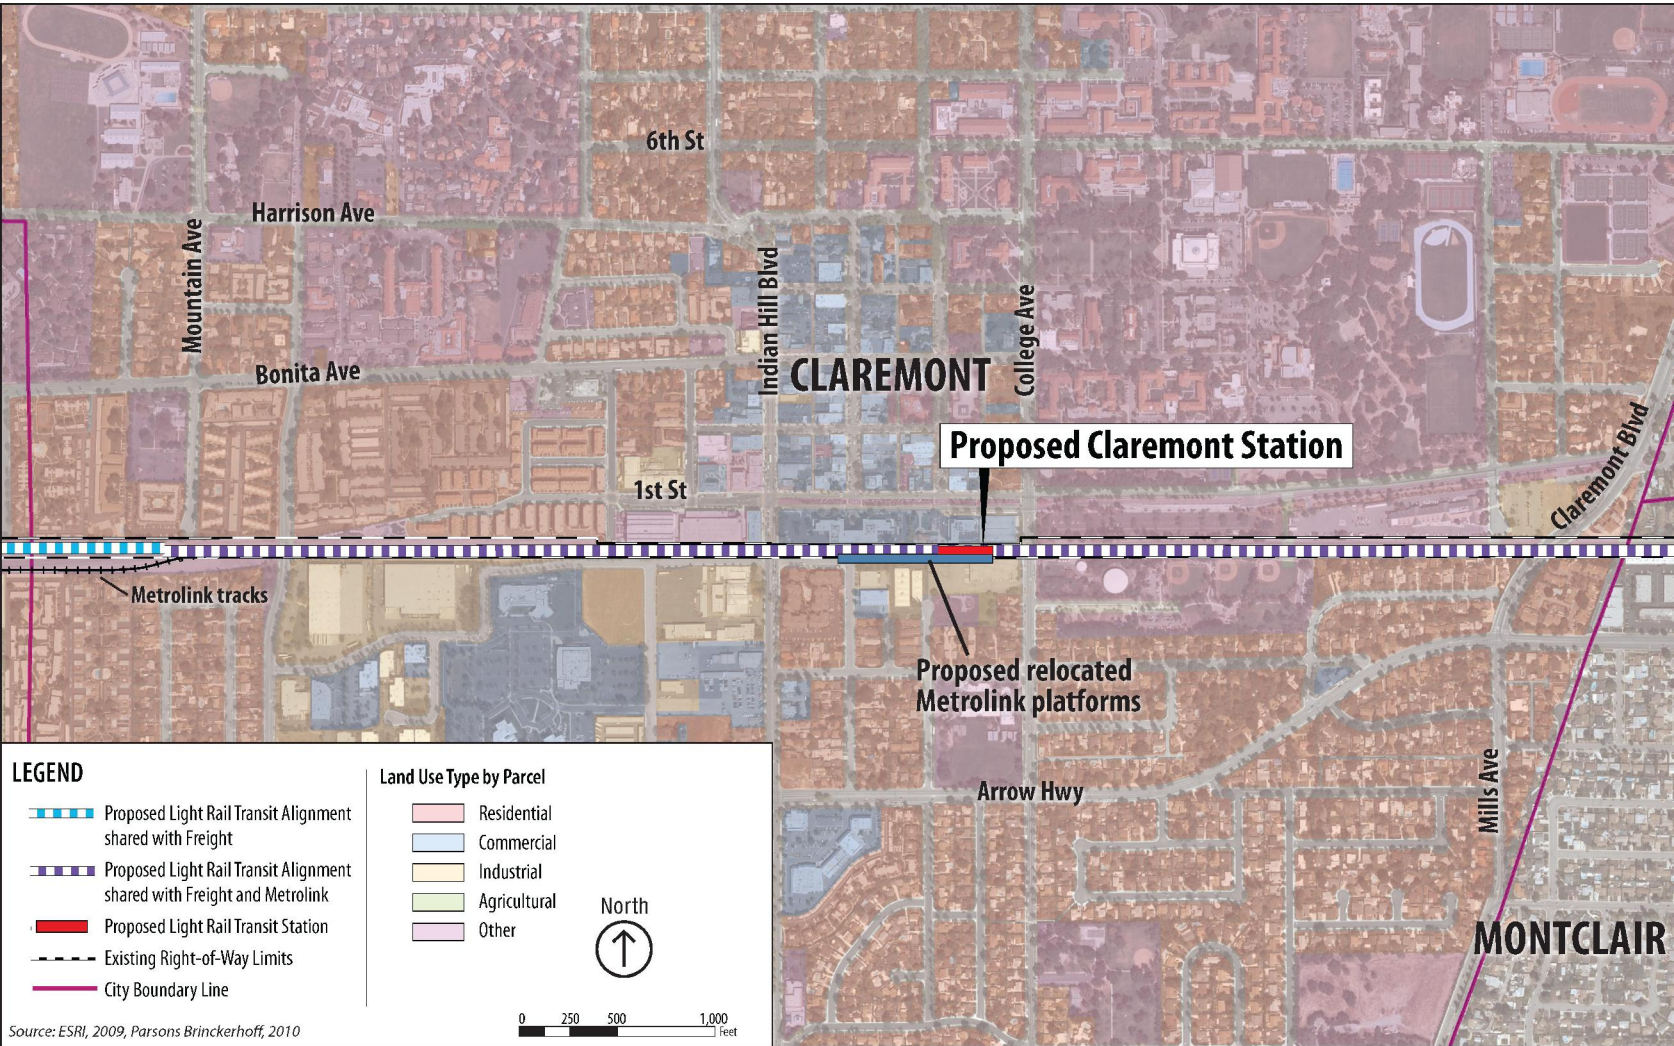 6th St
Harrison Ave
Mountain Ave
Indian Hill Blvd
College Ave
Bonita Ave
CLAREMONT
Proposed Claremont Station
1st St
Claremont Blvd
Metrolink tracks
Proposed relocated
Metrolink platforms
Arrow Hwy
Mills Ave
MONTCLAIR
LEGEND
Proposed Light Rail Transit Alignment
shared with Freight
Proposed Light Rail Transit Alignment
shared with Freight and Metrolink
Proposed Light Rail Transit Station
Existing Right-of-Way Limits
City Boundary Line
Land Use Type by Parcel
Residential
Commercial
Industrial
Agricultural
Other
North
0 250 500 1,000
Feet
Source: ESRI, 2009, Parsons Brinckerhoff, 2010